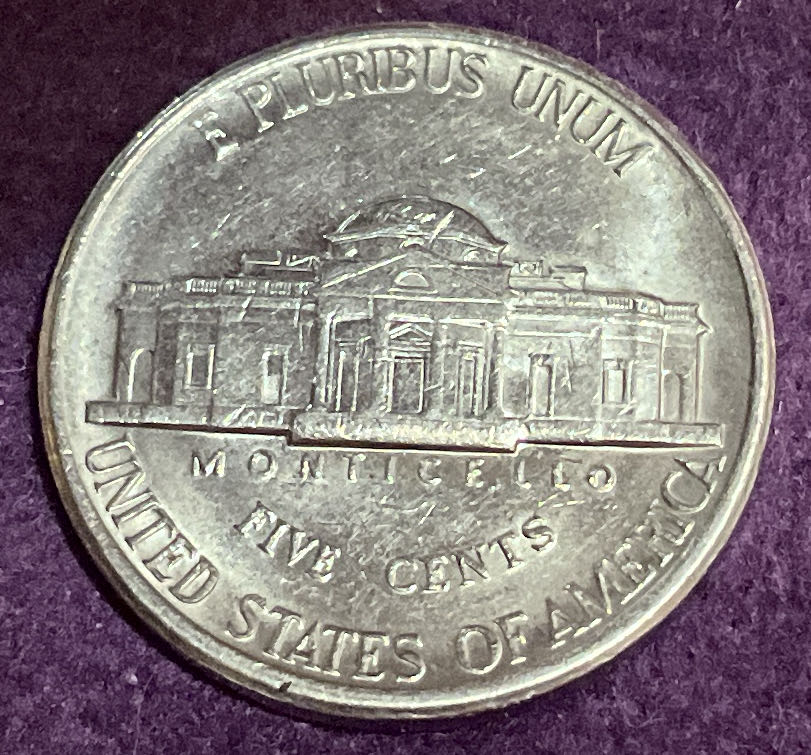 E PLURIBUS UNUM
MONTICELLO
FIVE CENTS
UNITED STATES OF AMERICA